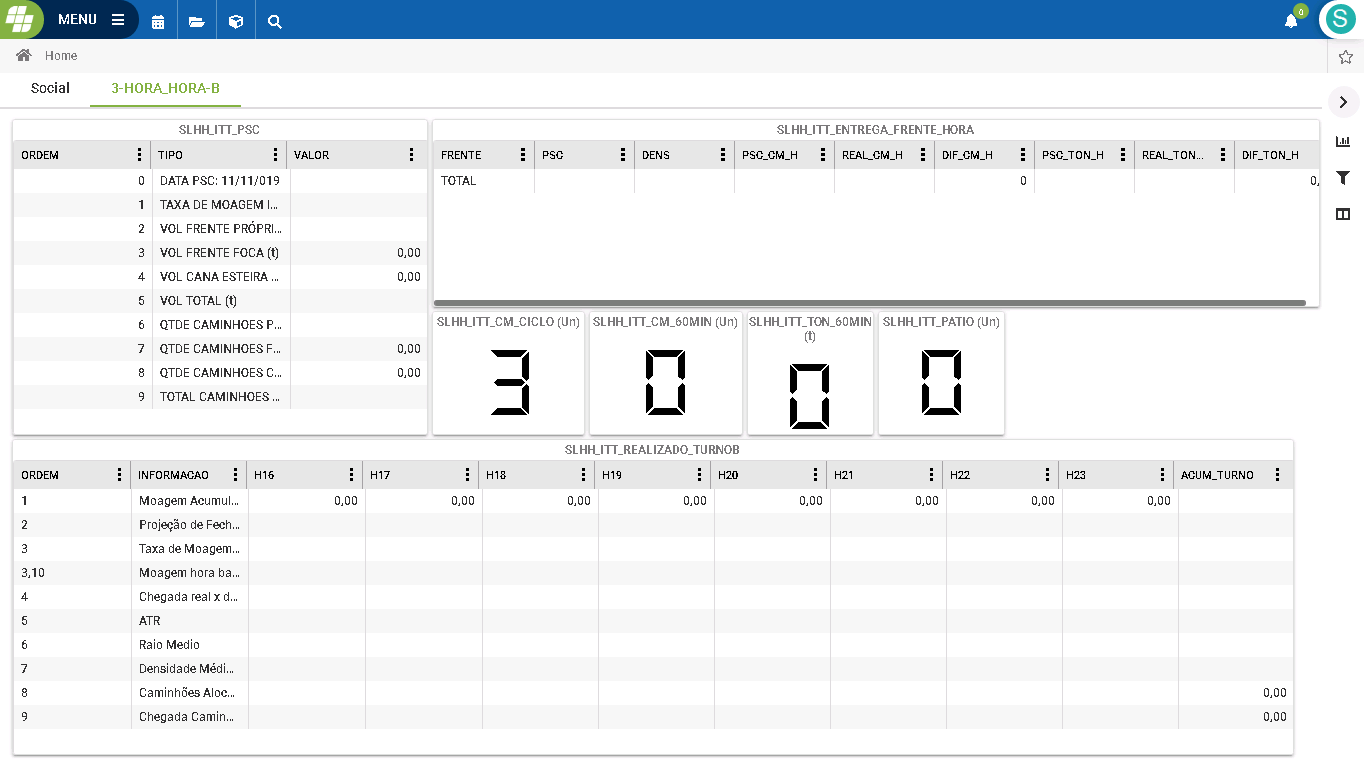 MENU
0
S
Home
Social 3-HORA_HORA-B
SLHH_ITT_PSC
ORDEM TIPO VALOR
0 DATA PSC: 11/11/019
1 TAXA DE MOAGEM I...
2 VOL FRENTE PRÓPRI...
3 VOL FRENTE FOCA (t) 0,00
4 VOL CANA ESTEIRA ... 0,00
5 VOL TOTAL (t)
6 QTDE CAMINHOES P...
7 QTDE CAMINHOES F... 0,00
8 QTDE CAMINHOES C... 0,00
9 TOTAL CAMINHOES ...
SLHH_ITT_ENTREGA_FRENTE_HORA
FRENTE PSC DENS PSC_CM_H REAL_CM_H DIF_CM_H PSC_TON_H REAL_TON... DIF_TON_H
TOTAL 0 0,
SLHH_ITT_CM_CICLO (Un)
3
SLHH_ITT_CM_60MIN (Un)
0
SLHH_ITT_TON_60MIN
(t)
0
SLHH_ITT_PATIO (Un)
0
SLHH_ITT_REALIZADO_TURNOB
ORDEM INFORMACAO H16 H17 H18 H19 H20 H21 H22 H23 ACUM_TURNO
1 Moagem Acumul... 0,00 0,00 0,00 0,00 0,00 0,00 0,00 0,00
2 Projeção de Fech...
3 Taxa de Moagem...
3,10 Moagem hora ba...
4 Chegada real x d...
5 ATR
6 Raio Medio
7 Densidade Médi...
8 Caminhões Aloc... 0,00
9 Chegada Camin... 0,00